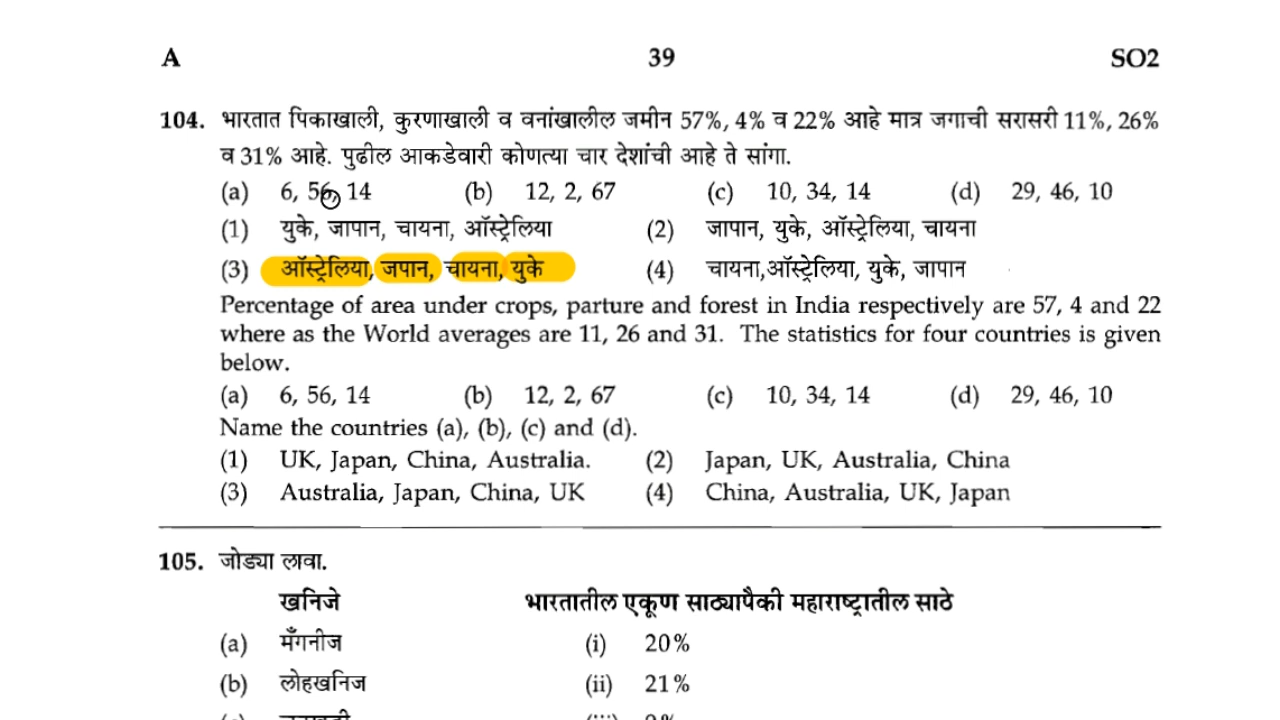 A 39 SO2
104. भारतात पिकाखाली, कुरणाखाली व वनांखालील जमीन 57%, 4% व 22% आहे मात्र जगाची सरासरी 11%, 26%
व 31% आहे. पुढील आकडेवारी कोणत्या चार देशांची आहे ते सांगा.
(a) 6, 56, 14 (b) 12, 2, 67 (c) 10, 34, 14 (d) 29, 46, 10
(1) युके, जापान, चायना, ऑस्ट्रेलिया (2) जापान, युके, ऑस्ट्रेलिया, चायना
(3) ऑस्ट्रेलिया, जपान, चायना, युके (4) चायना,ऑस्ट्रेलिया, युके, जापान
Percentage of area under crops, parture and forest in India respectively are 57, 4 and 22
where as the World averages are 11, 26 and 31. The statistics for four countries is given
below.
(a) 6, 56, 14 (b) 12, 2, 67 (c) 10, 34, 14 (d) 29, 46, 10
Name the countries (a), (b), (c) and (d).
(1) UK, Japan, China, Australia. (2) Japan, UK, Australia, China
(3) Australia, Japan, China, UK (4) China, Australia, UK, Japan
105. जोड्या लावा.
खनिजे भारतातील एकूण साठ्यापैकी महाराष्ट्रातील साठे
(a) मँगनीज (i) 20%
(b) लोहखनिज (ii) 21%